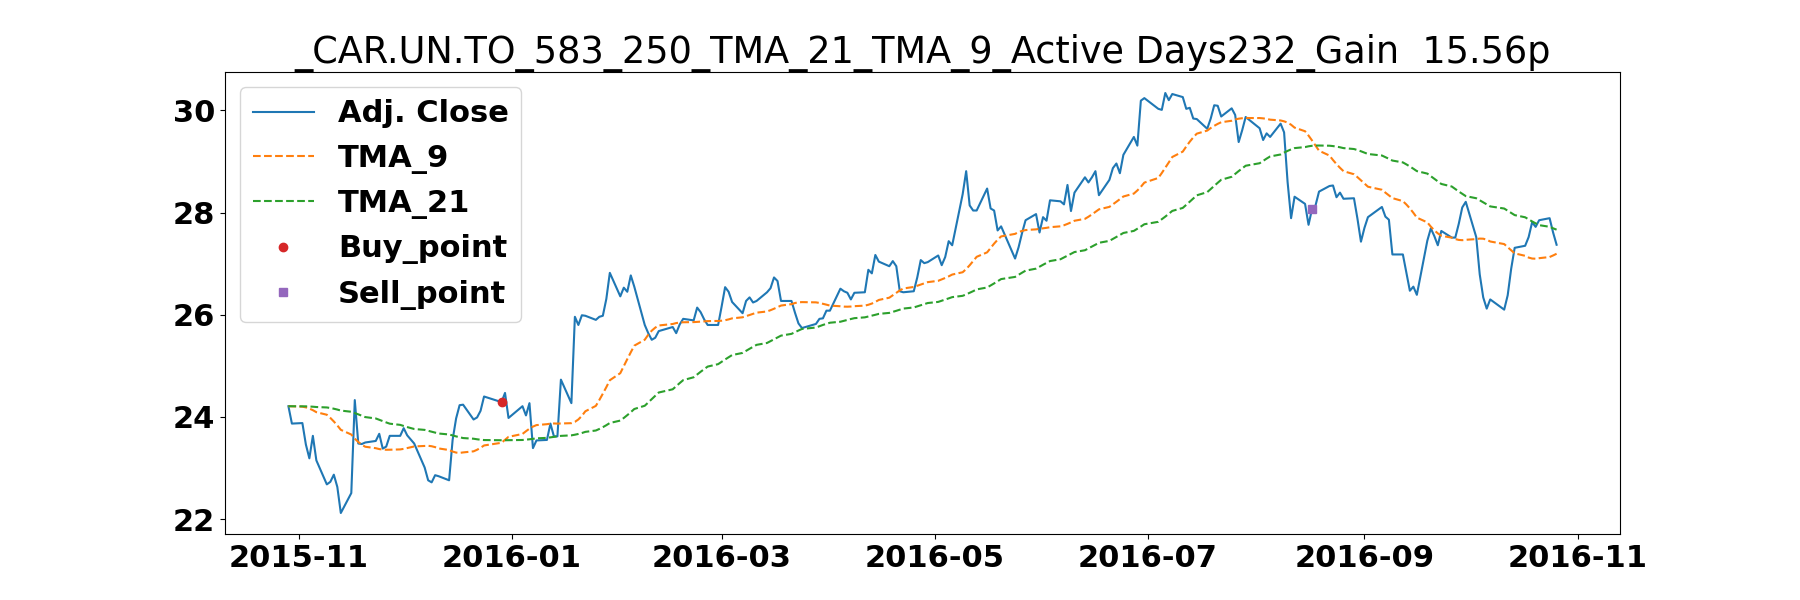 _CAR.UN.TO_583_250_TMA_21_TMA_9_Active Days232_Gain  15.56p
Adj. Close
TMA_9
TMA_21
Buy_point
Sell_point
30
28
26
24
22
2015-11
2016-01
2016-03
2016-05
2016-07
2016-09
2016-11